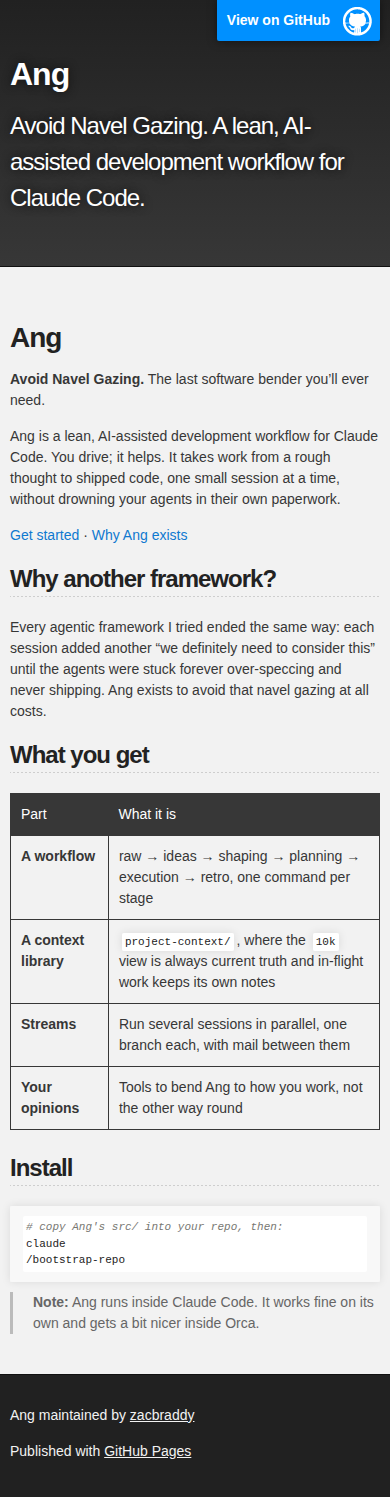 View on GitHub
Ang
Avoid Navel Gazing. A lean, AI-
assisted development workflow for
Claude Code.
Ang
Avoid Navel Gazing. The last software bender you’ll ever
need.
Ang is a lean, AI-assisted development workflow for Claude
Code. You drive; it helps. It takes work from a rough
thought to shipped code, one small session at a time,
without drowning your agents in their own paperwork.
Get started · Why Ang exists
Why another framework?
Every agentic framework I tried ended the same way: each
session added another “we definitely need to consider this”
until the agents were stuck forever over-speccing and
never shipping. Ang exists to avoid that navel gazing at all
costs.
What you get
Part What it is
A workflow raw → ideas → shaping → planning →
execution → retro, one command per
stage
A context library project-context/ , where the 10k
view is always current truth and in-flight
work keeps its own notes
Streams Run several sessions in parallel, one
branch each, with mail between them
Your opinions Tools to bend Ang to how you work, not
the other way round
Install
# copy Ang's src/ into your repo, then:
claude
/bootstrap-repo
Note: Ang runs inside Claude Code. It works fine on its
own and gets a bit nicer inside Orca.
Ang maintained by zacbraddy
Published with GitHub Pages